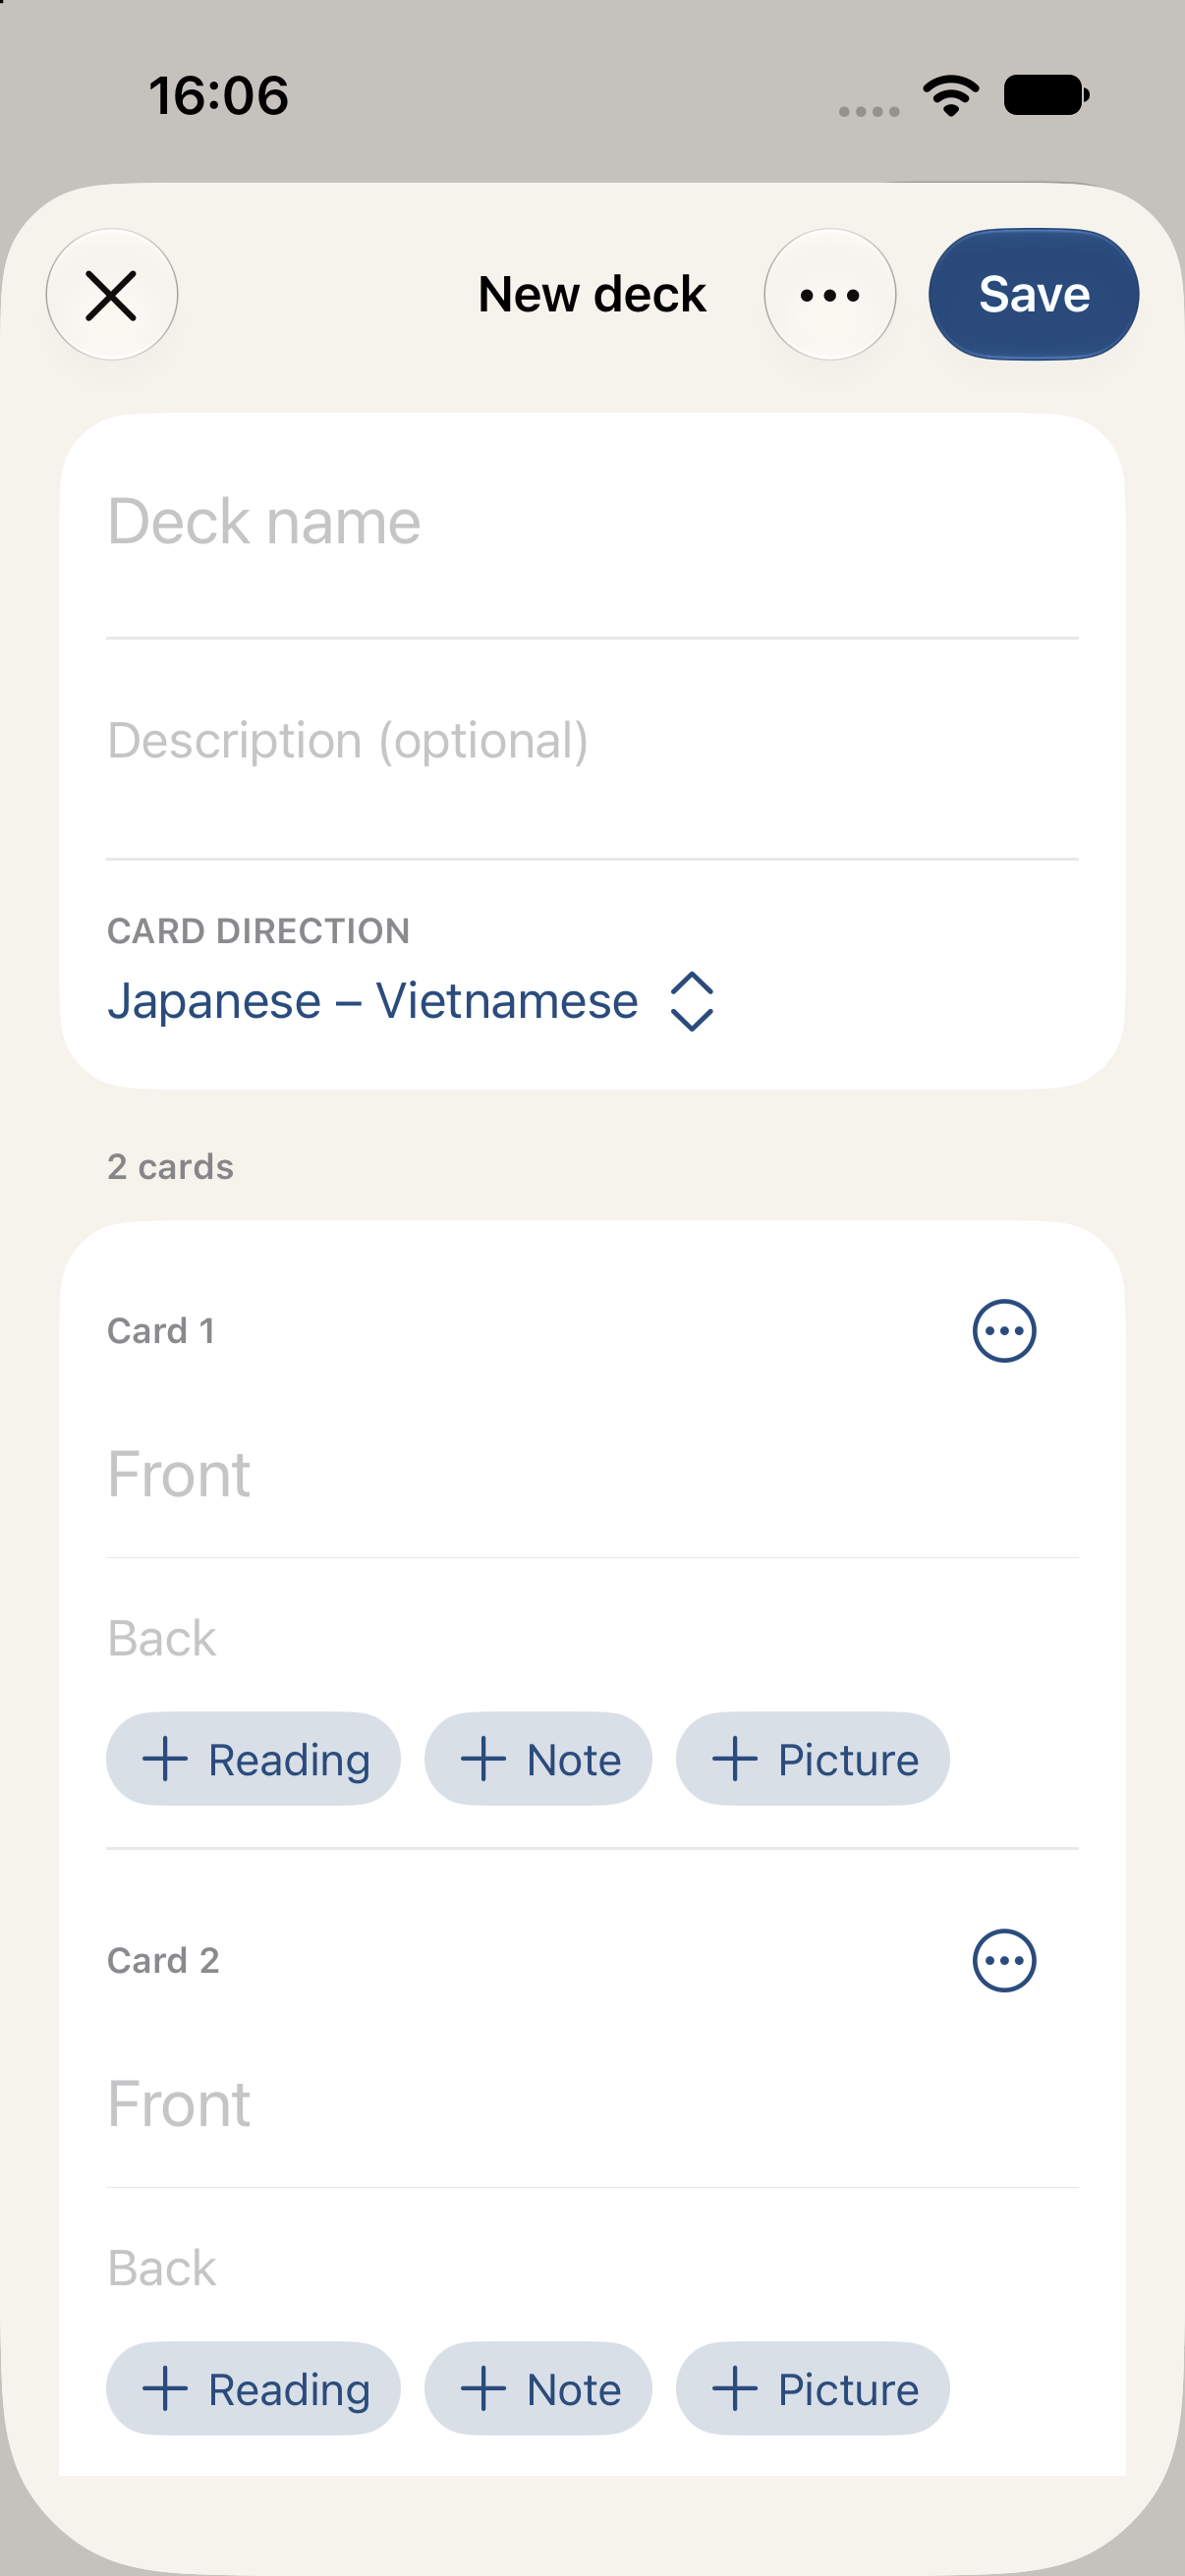 16:06
New deck
Save
Deck name
Description (optional)
CARD DIRECTION
Japanese – Vietnamese
2 cards
Card 1
Front
Back
Reading Note Picture
Card 2
Front
Back
Reading Note Picture